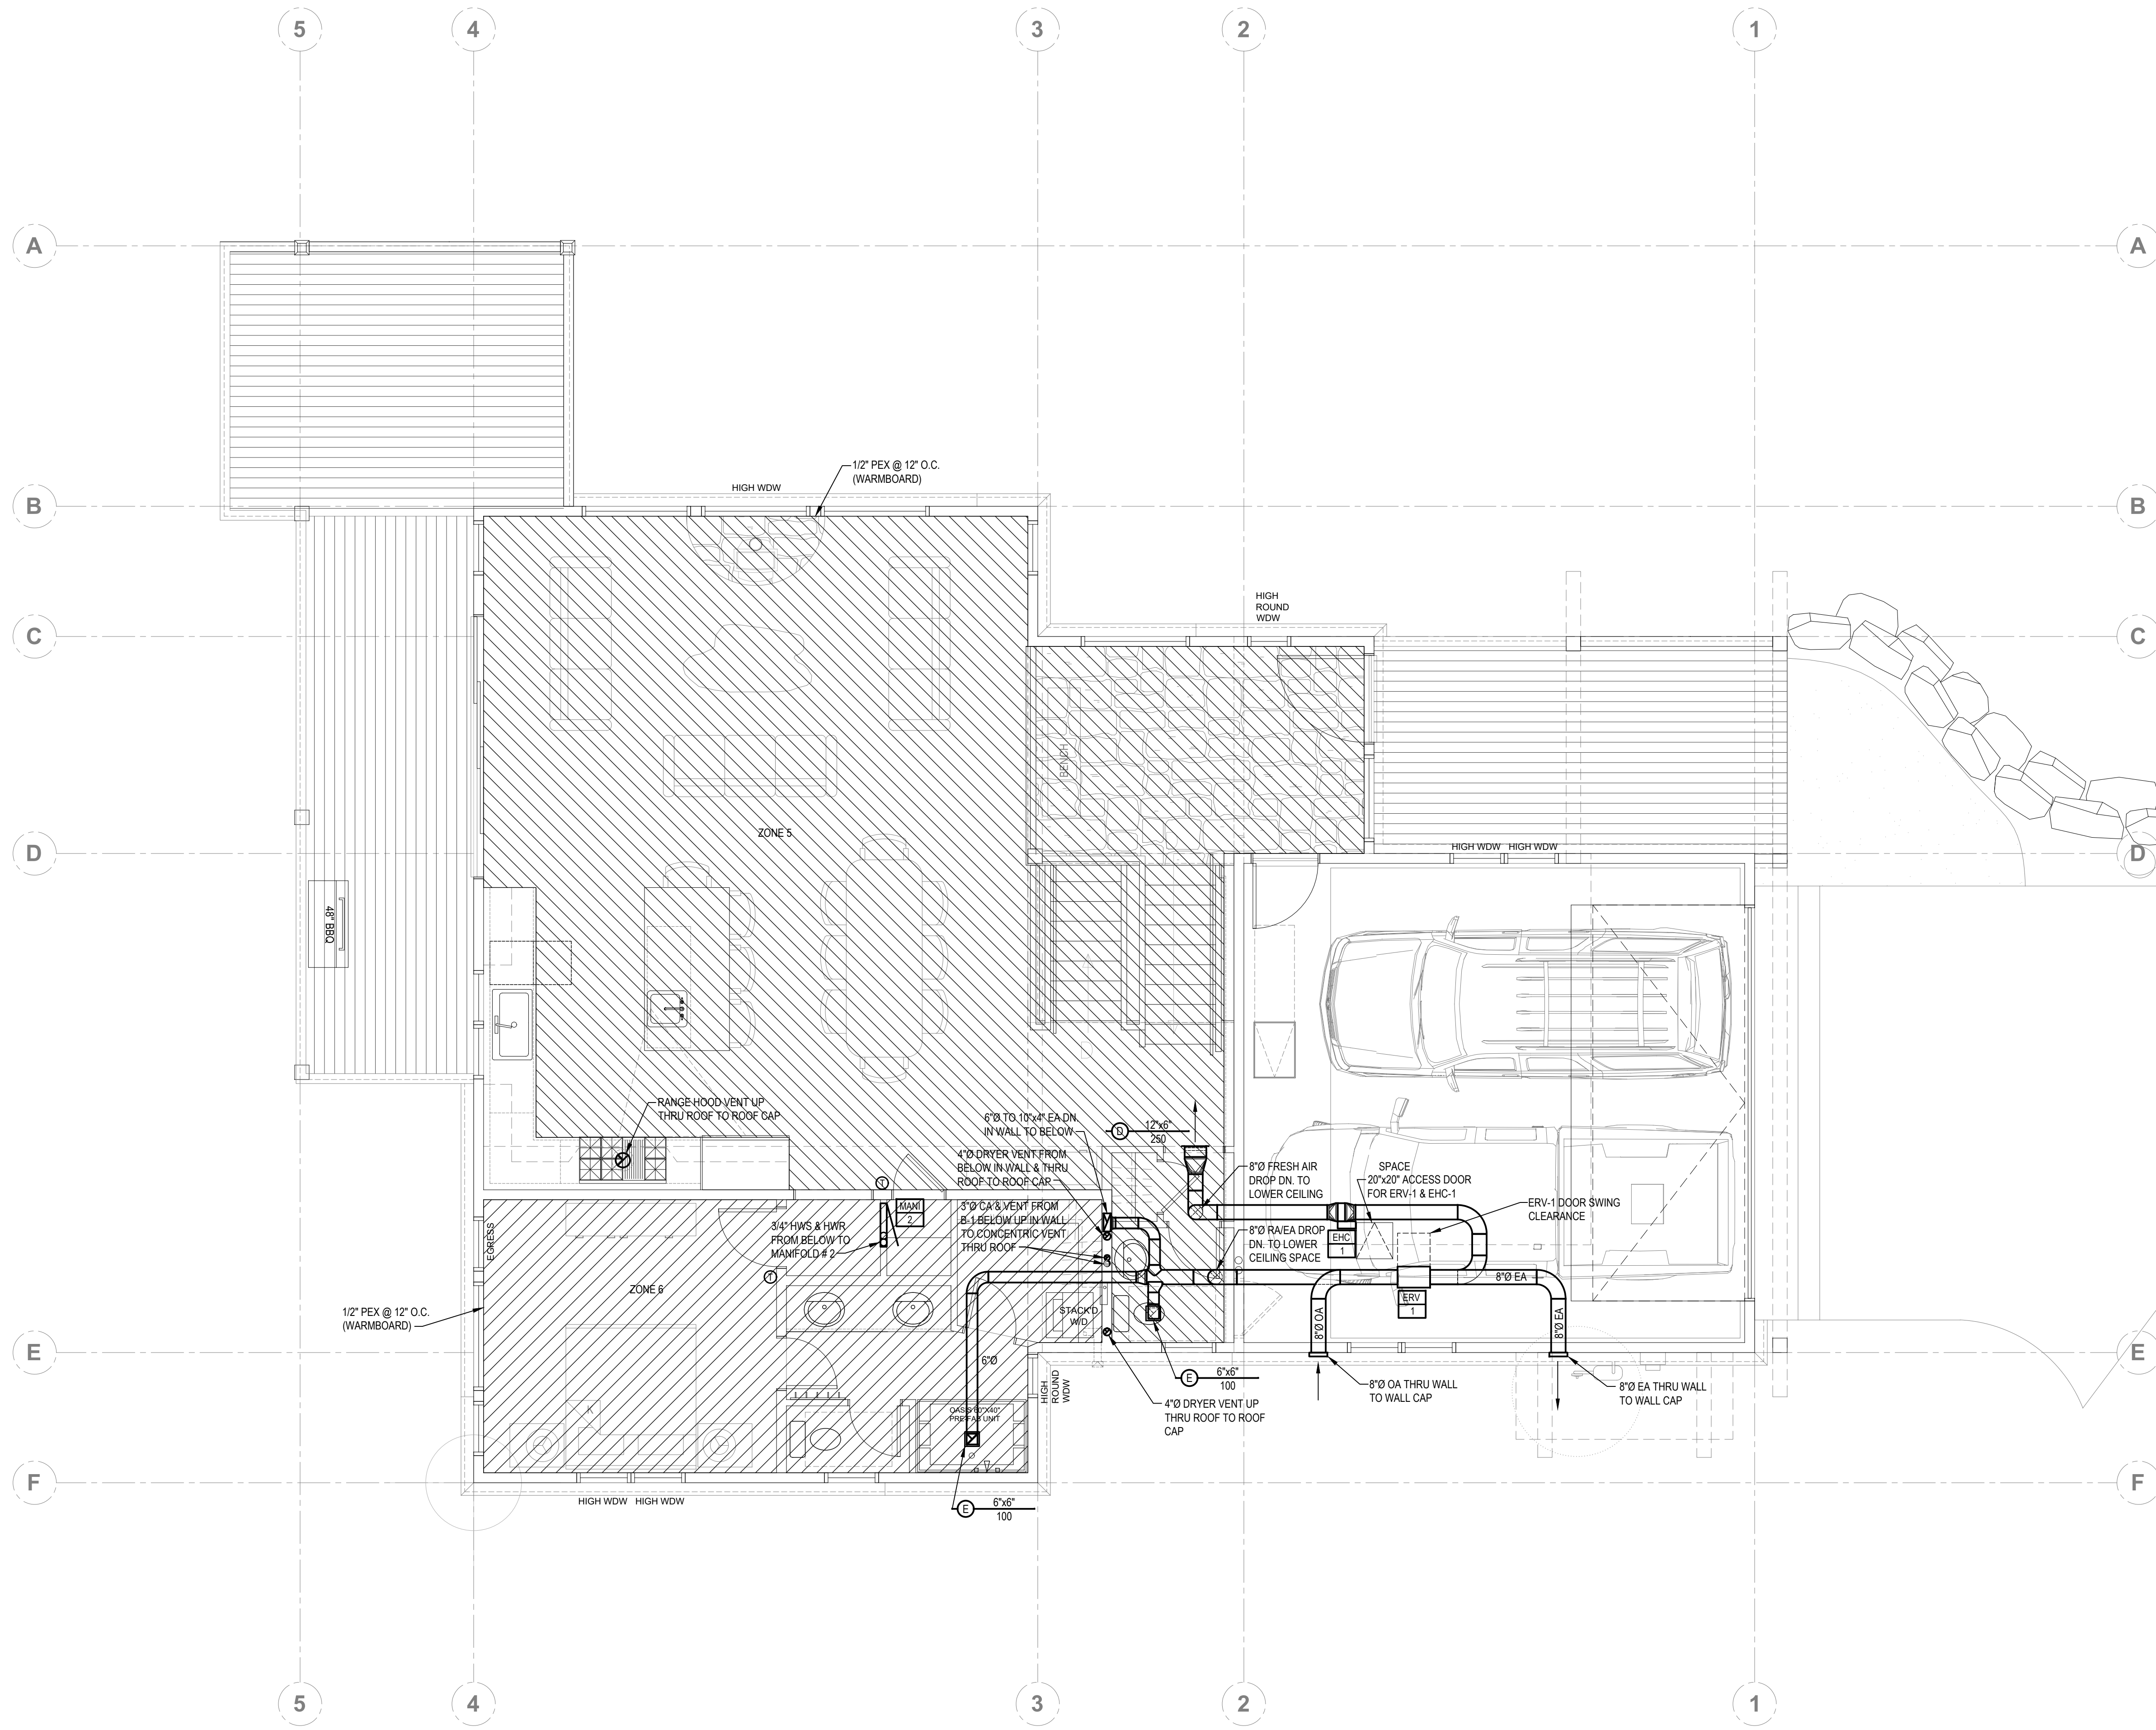 5
4
3
2
1
A
A
1/2" PEX @ 12" O.C.
(WARMBOARD)
HIGH WDW
B
B
HIGH
ROUND
WDW
C
C
BENCH
ZONE 5
HIGH WDW
HIGH WDW
D
D
48" BBQ
RANGE HOOD VENT UP
THRU ROOF TO ROOF CAP
6"Ø TO 10"x4" EA DN.
IN WALL TO BELOW
D
12"x6"
250
4"Ø DRYER VENT FROM
BELOW IN WALL & THRU
ROOF TO ROOF CAP
8"Ø FRESH AIR
DROP DN. TO
LOWER CEILING
SPACE
20"x20" ACCESS DOOR
FOR ERV-1 & EHC-1
ERV-1 DOOR SWING
CLEARANCE
T
MANI
2
3"Ø CA & VENT FROM
B-1 BELOW UP IN WALL
TO CONCENTRIC VENT
THRU ROOF
3/4" HWS & HWR
FROM BELOW TO
MANIFOLD # 2
EGRESS
8"Ø RA/EA DROP
DN. TO LOWER
CEILING SPACE
EHC
1
T
8"Ø EA
ZONE 6
ERV
1
1/2" PEX @ 12" O.C.
(WARMBOARD)
STACK'D
W/D
8"Ø OA
8"Ø EA
E
E
6"Ø
HIGH
ROUND
WDW
E
6"x6"
100
8"Ø OA THRU WALL
TO WALL CAP
8"Ø EA THRU WALL
TO WALL CAP
4"Ø DRYER VENT UP
THRU ROOF TO ROOF
CAP
K
OASIS 60"X40"
PREFAB UNIT
F
F
HIGH WDW
HIGH WDW
E
6"x6"
100
5
4
3
2
1